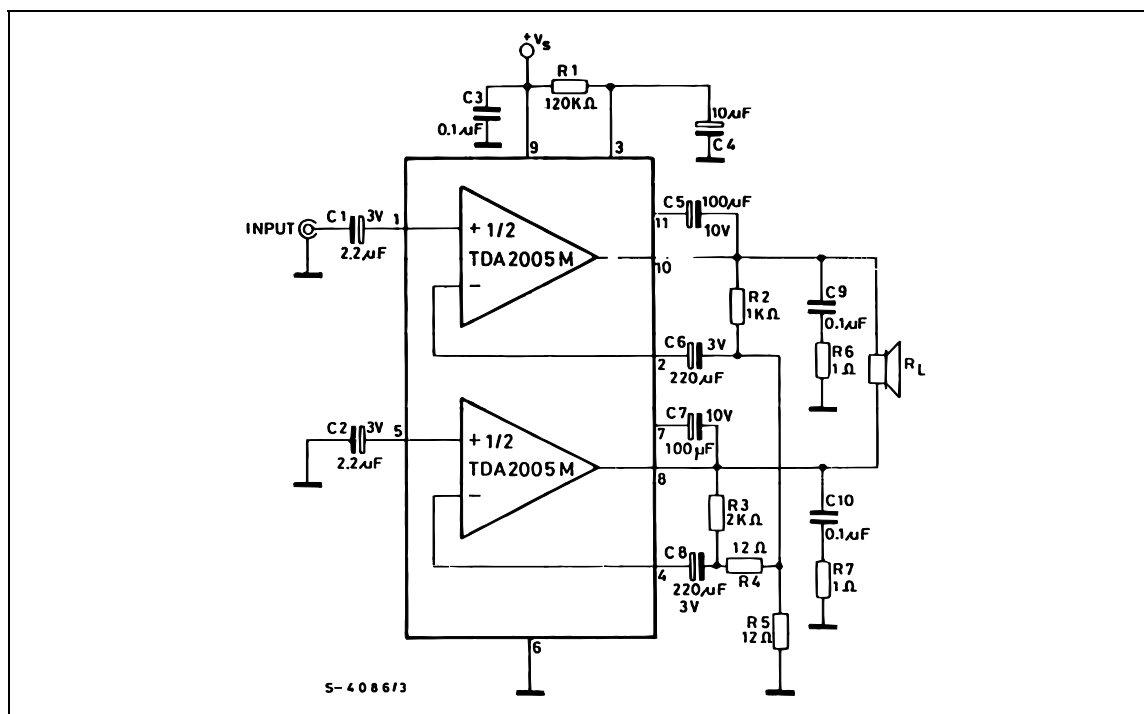 +Vs
R1
120KΩ
C3
0.1µF
10µF
C4
9
3
INPUT
C1
3V
2.2µF
1
+ 1/2
TDA2005M
−
C5
100µF
10V
11
10
R2
1KΩ
C9
0.1µF
R6
1Ω
RL
C6
3V
220µF
2
C2
3V
2.2µF
5
+ 1/2
TDA2005M
−
C7
10V
100µF
7
8
R3
2KΩ
C10
0.1µF
C8
220µF
3V
4
12Ω
R4
R7
1Ω
R5
12Ω
6
S-4086/3